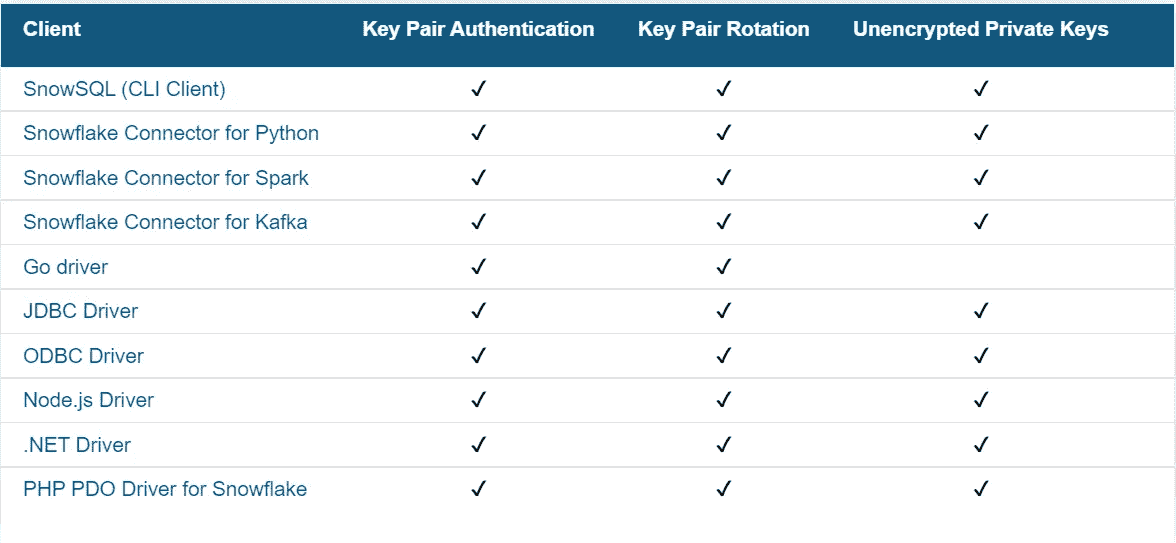 Client Key Pair Authentication Key Pair Rotation Unencrypted Private Keys
SnowSQL (CLI Client) ✓ ✓ ✓
Snowflake Connector for Python ✓ ✓ ✓
Snowflake Connector for Spark ✓ ✓ ✓
Snowflake Connector for Kafka ✓ ✓ ✓
Go driver ✓ ✓
JDBC Driver ✓ ✓ ✓
ODBC Driver ✓ ✓ ✓
Node.js Driver ✓ ✓ ✓
.NET Driver ✓ ✓ ✓
PHP PDO Driver for Snowflake ✓ ✓ ✓